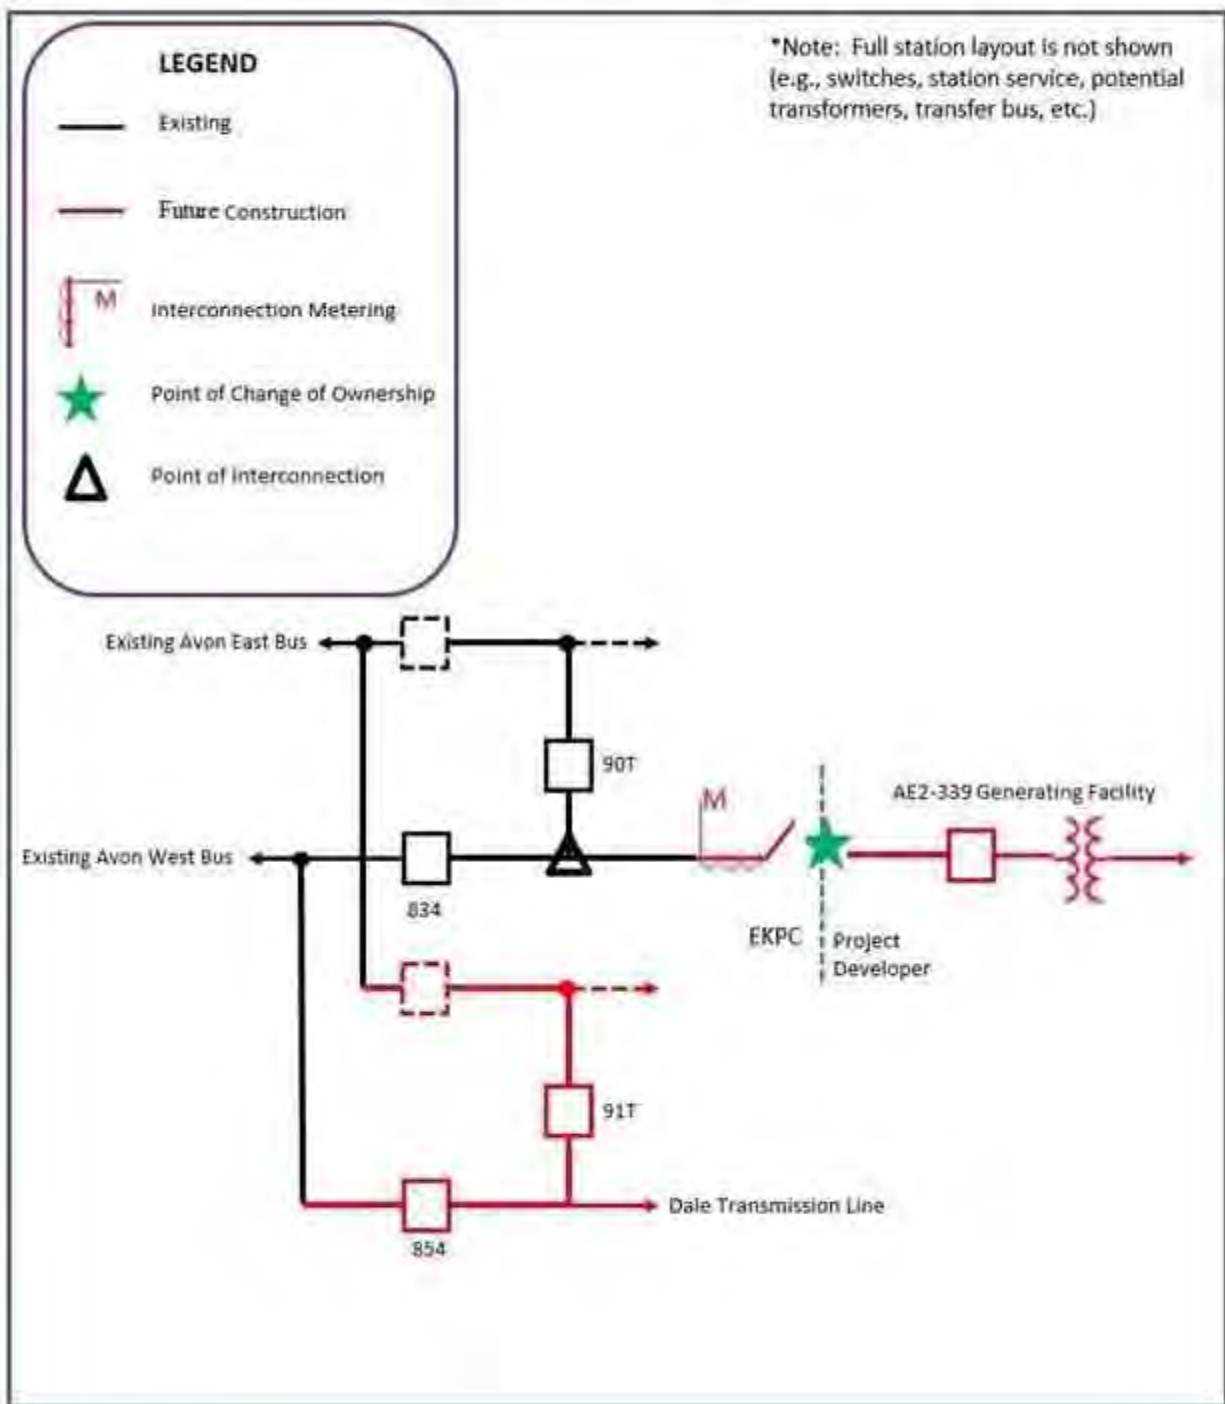 LEGEND
Existing
Future Construction
M
Interconnection Metering
Point of Change of Ownership
Point of Interconnection
*Note: Full station layout is not shown
(e.g., switches, station service, potential
transformers, transfer bus, etc.)
Existing Avon East Bus
90T
M
AE2-339 Generating Facility
Existing Avon West Bus
834
EKPC
Project
Developer
91T
Dale Transmission Line
854